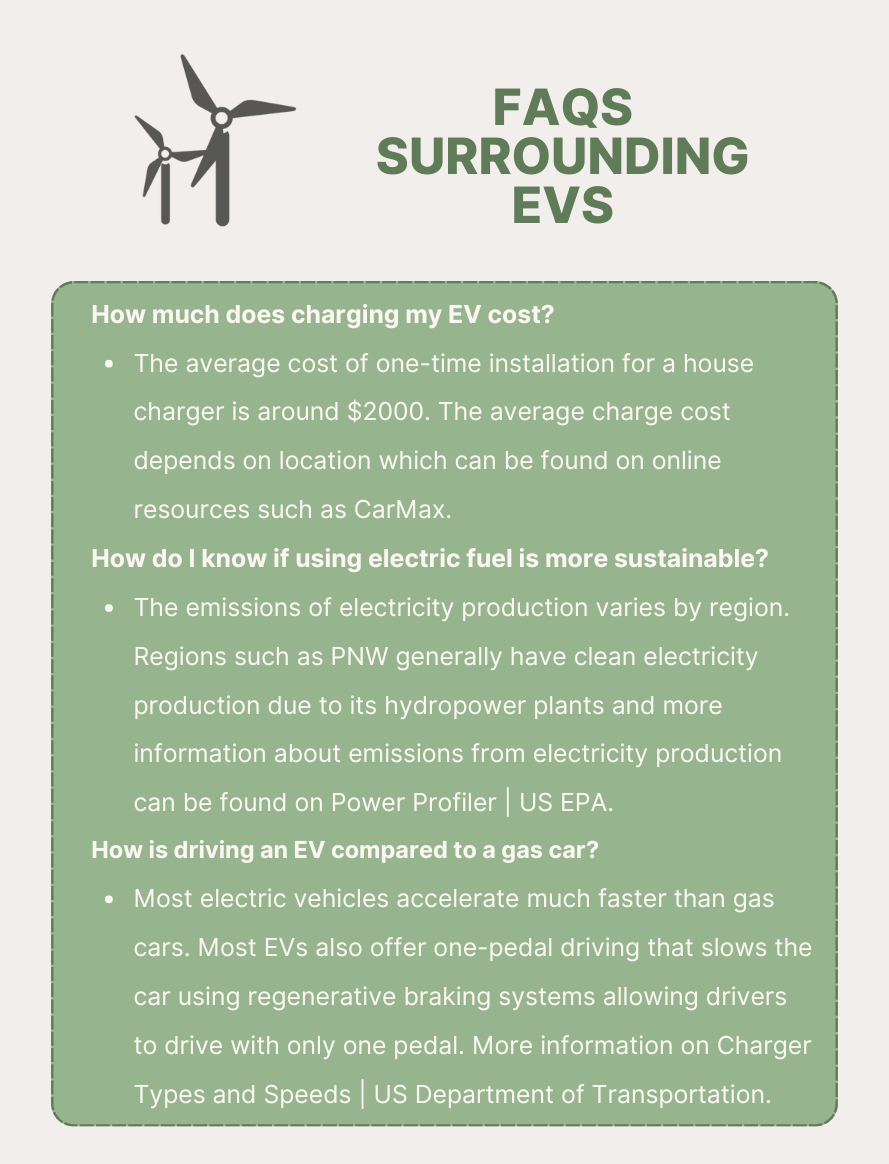 FAQS
SURROUNDING
EVS
How much does charging my EV cost?
• The average cost of one-time installation for a house
charger is around $2000. The average charge cost
depends on location which can be found on online
resources such as CarMax.
How do I know if using electric fuel is more sustainable?
• The emissions of electricity production varies by region.
Regions such as PNW generally have clean electricity
production due to its hydropower plants and more
information about emissions from electricity production
can be found on Power Profiler | US EPA.
How is driving an EV compared to a gas car?
• Most electric vehicles accelerate much faster than gas
cars. Most EVs also offer one-pedal driving that slows the
car using regenerative braking systems allowing drivers
to drive with only one pedal. More information on Charger
Types and Speeds | US Department of Transportation.